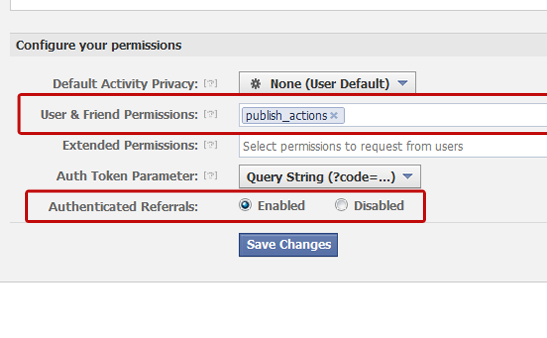 Configure your permissions
Default Activity Privacy: [?] None (User Default)
User & Friend Permissions: [?] publish_actions ×
Extended Permissions: [?] Select permissions to request from users
Auth Token Parameter: [?] Query String (?code=...)
Authenticated Referrals: Enabled Disabled
Save Changes